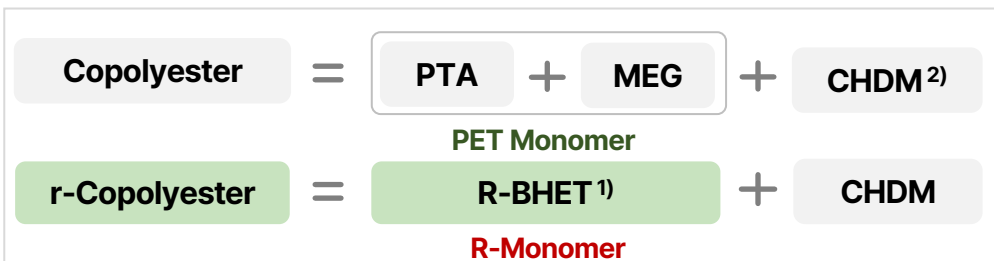 Copolyester = PTA + MEG + CHDM 2)
PET Monomer
r-Copolyester = R-BHET 1) + CHDM
R-Monomer